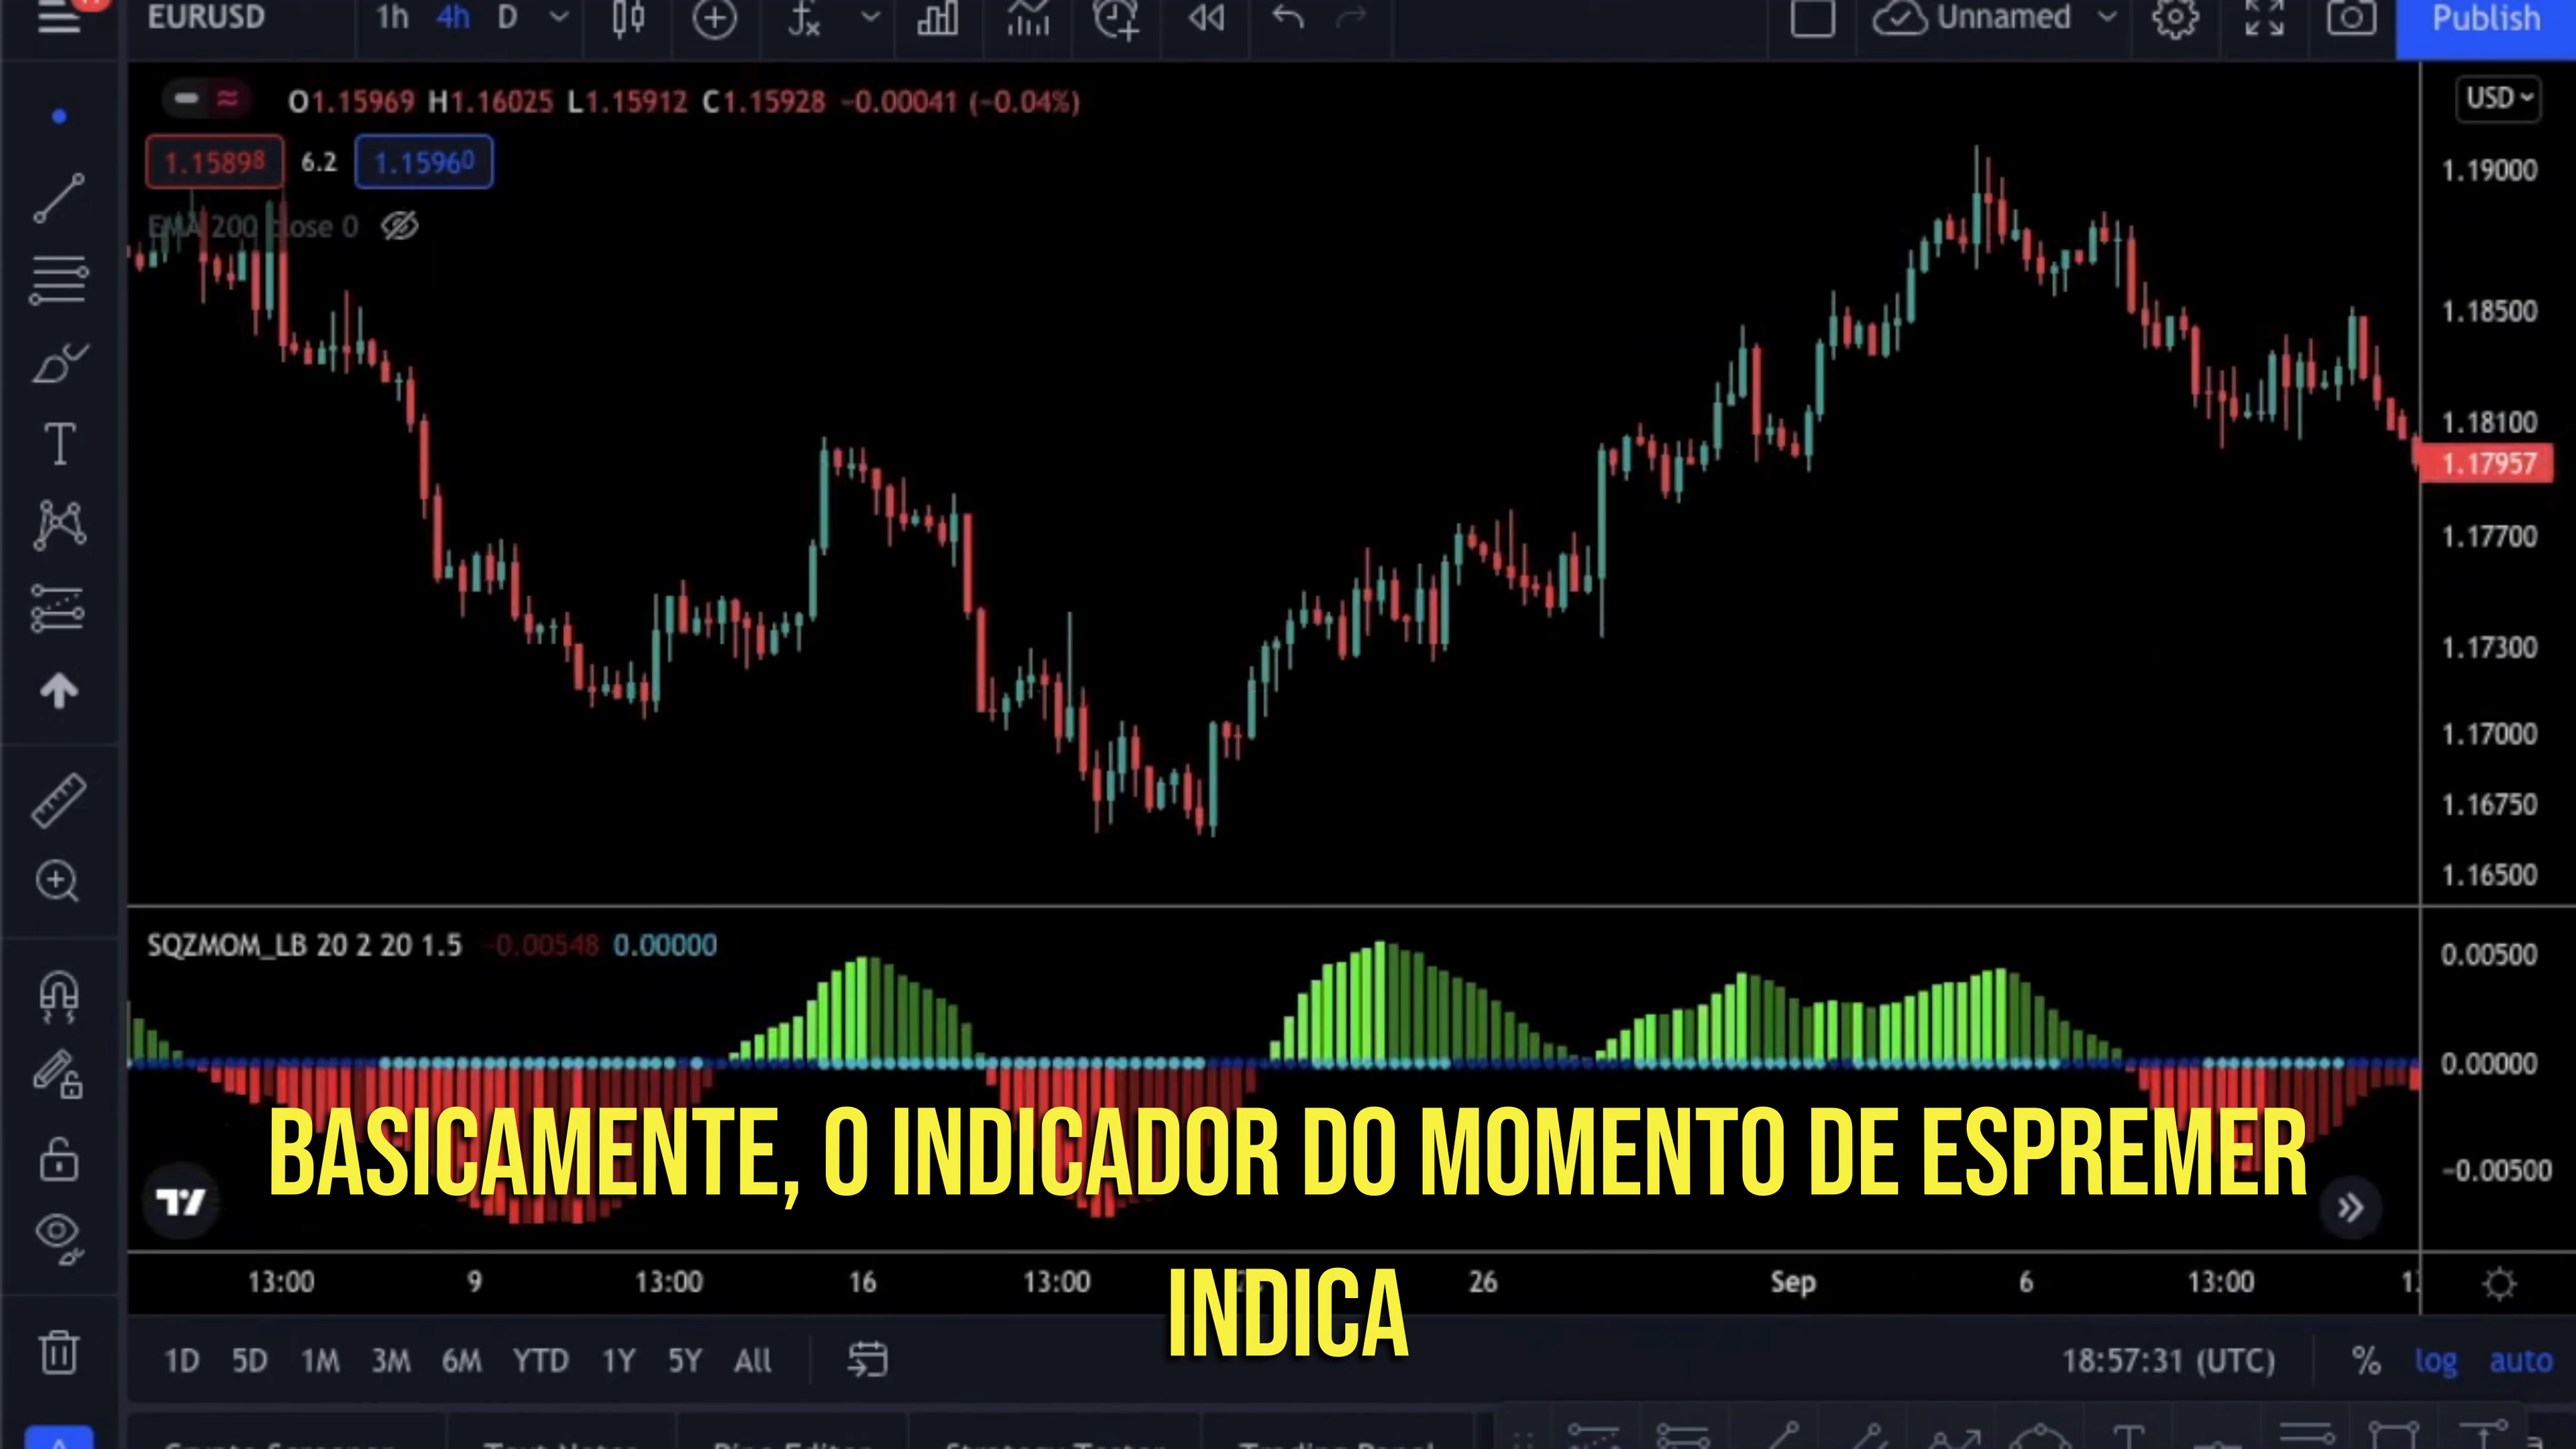 EURUSD 1h 4h D Unnamed Publish
O1.15969 H1.16025 L1.15912 C1.15928 −0.00041 (−0.04%)
USD
1.15898 6.2 1.15960
EMA 200 close 0
1.19000
1.18500
1.18100
1.17957
1.17700
1.17300
1.17000
1.16750
1.16500
SQZMOM_LB 20 2 20 1.5 −0.00548 0.00000
0.00500
0.00000
−0.00500
BASICAMENTE, O INDICADOR DO MOMENTO DE ESPREMER
INDICA
13:00 9 13:00 16 13:00 26 Sep 6 13:00
1D 5D 1M 3M 6M YTD 1Y 5Y All 18:57:31 (UTC) % log auto